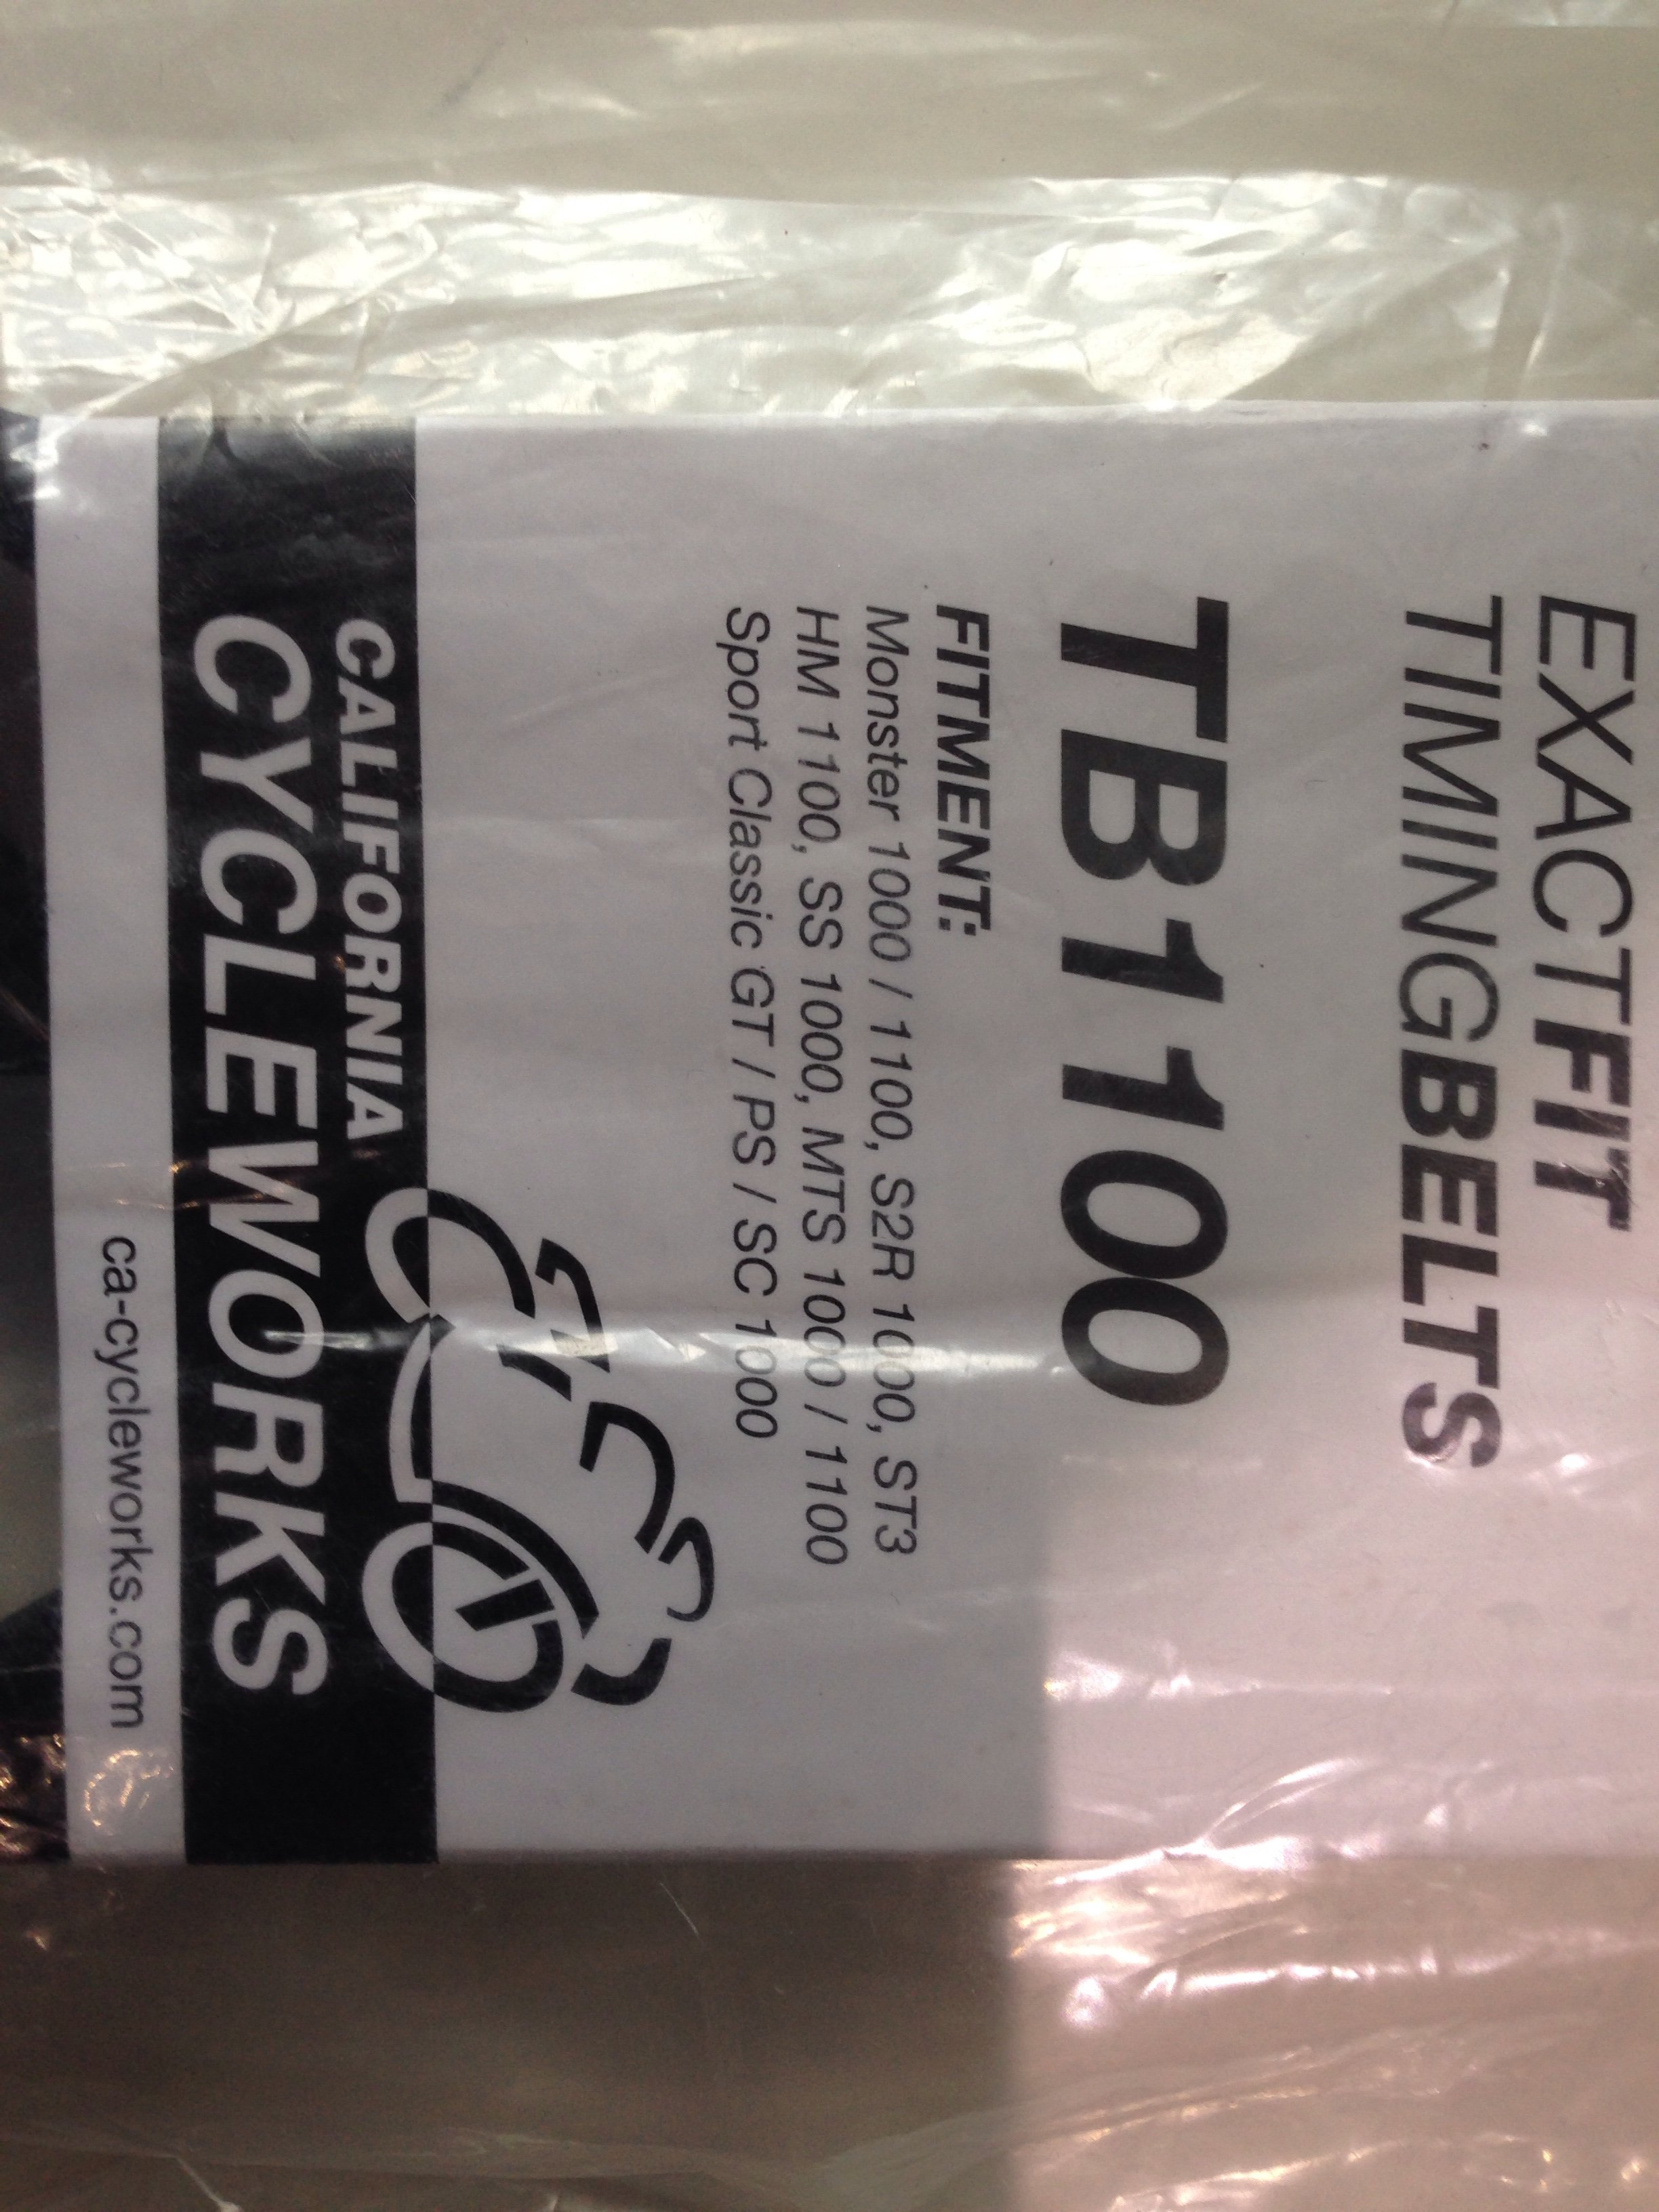 EXACTFIT
TIMINGBELTS
TB1100
FITMENT:
Monster 1000 / 1100, S2R 1000, ST3
HM 1100, SS 1000, MTS 1000 / 1100
Sport Classic GT / PS / SC 1000
CALIFORNIA
CYCLEWORKS
ca-cycleworks.com